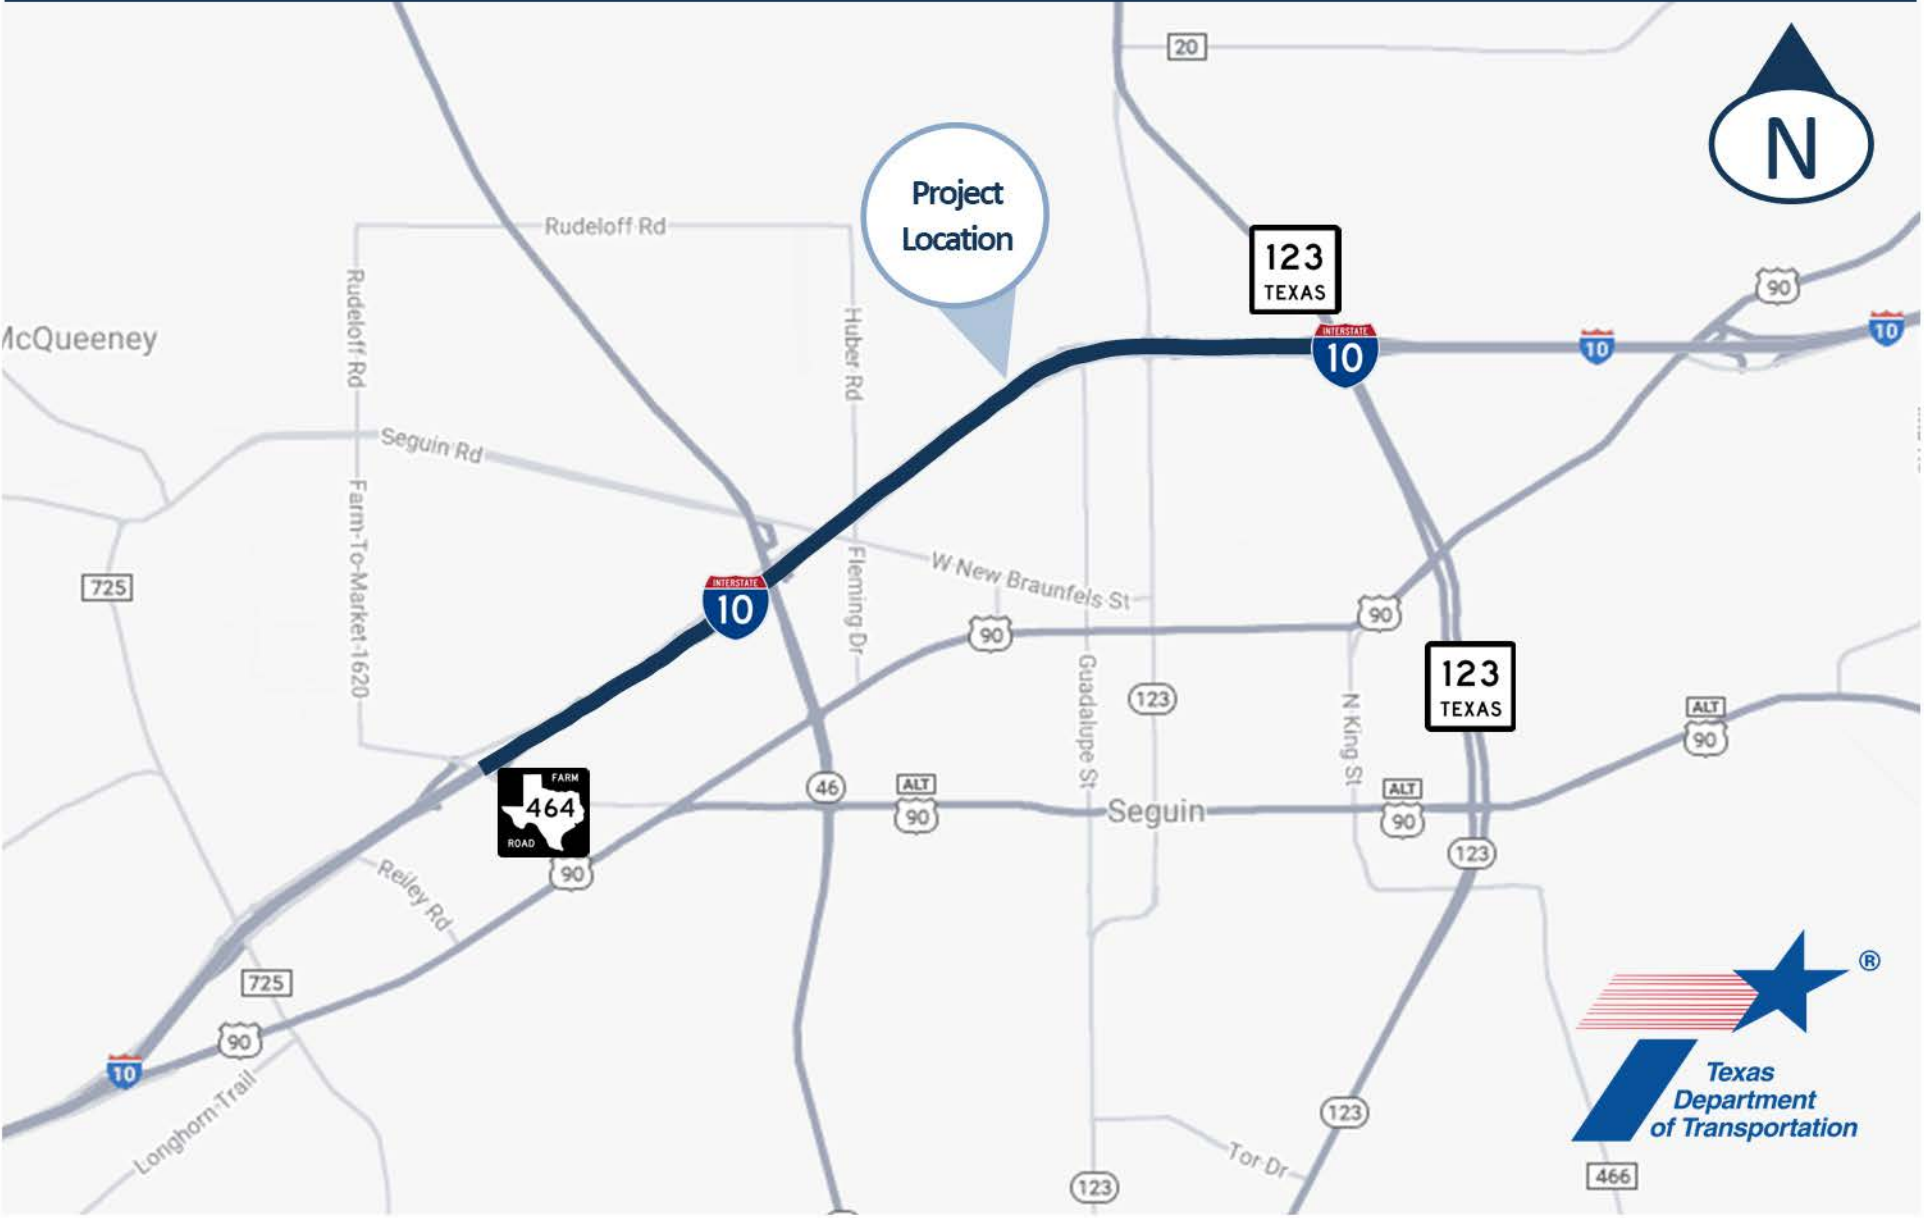 20
N
Project
Location
Rudeloff Rd
123
TEXAS
90
Rudeloff Rd
Huber Rd
McQueeney
INTERSTATE
10
10
10
Seguin Rd
Farm-To-Market-1620
W New Braunfels St
Fleming Dr
725
INTERSTATE
10
90
90
Guadalupe St
123
N King St
123
TEXAS
ALT
90
FARM
464
ROAD
46
ALT
90
Seguin
ALT
90
123
90
Reiley Rd
725
90
10
Longhorn-Trail
®
Texas
Department
of Transportation
123
Tor Dr
123
466